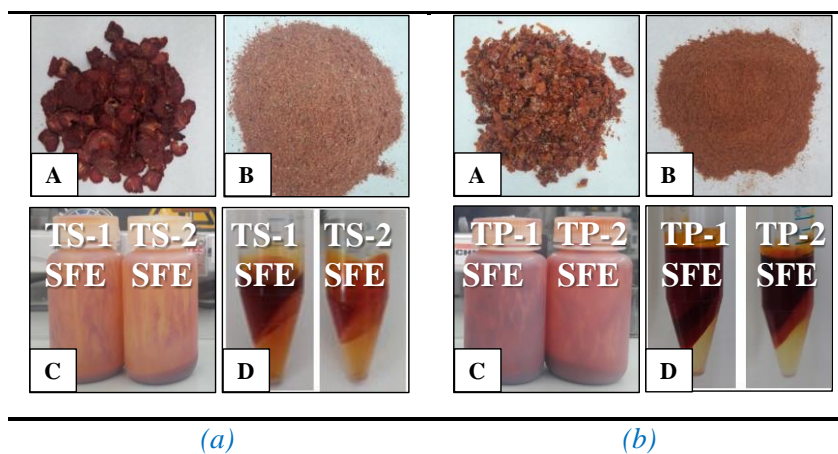 A
B
A
B
TS-1 TS-2
SFE SFE
C
TS-1 TS-2
SFE SFE
D
TP-1 TP-2
SFE SFE
C
TP-1 TP-2
SFE SFE
D
(a)
(b)